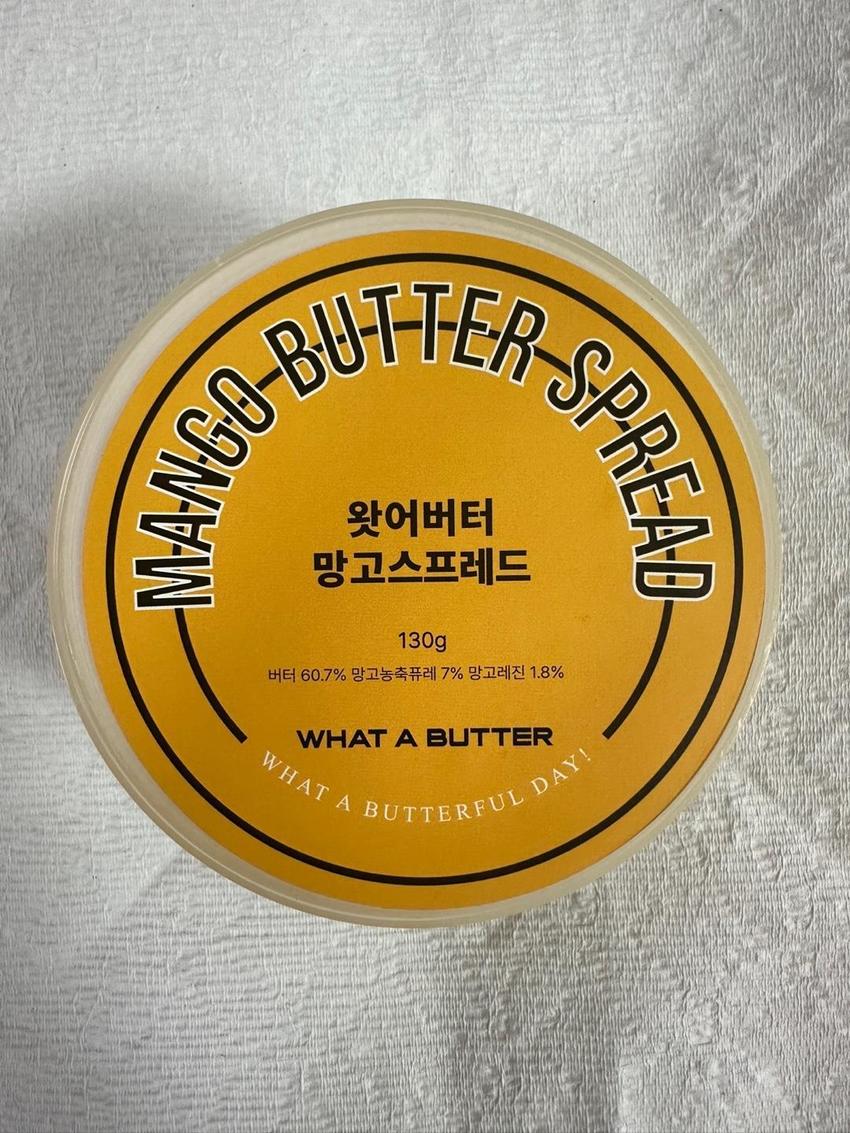 MANGO BUTTER SPREAD
왓어버터
망고스프레드
130g
버터 60.7% 망고농축퓨레 7% 망고레진 1.8%
WHAT A BUTTER
WHAT A BUTTERFUL DAY!